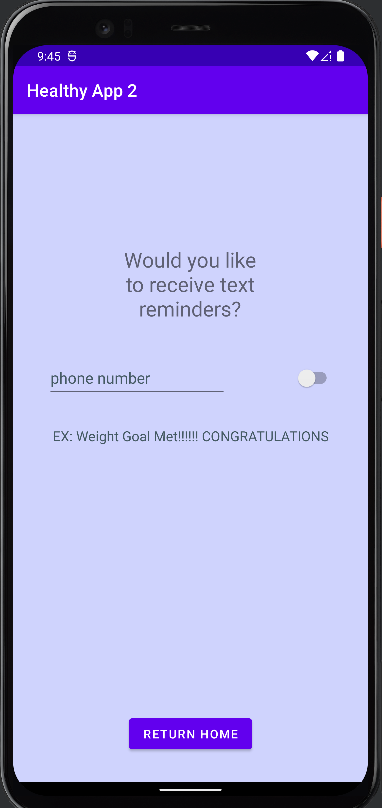 9:45
Healthy App 2
Would you like
to receive text
reminders?
phone number
EX: Weight Goal Met!!!!!! CONGRATULATIONS
RETURN HOME